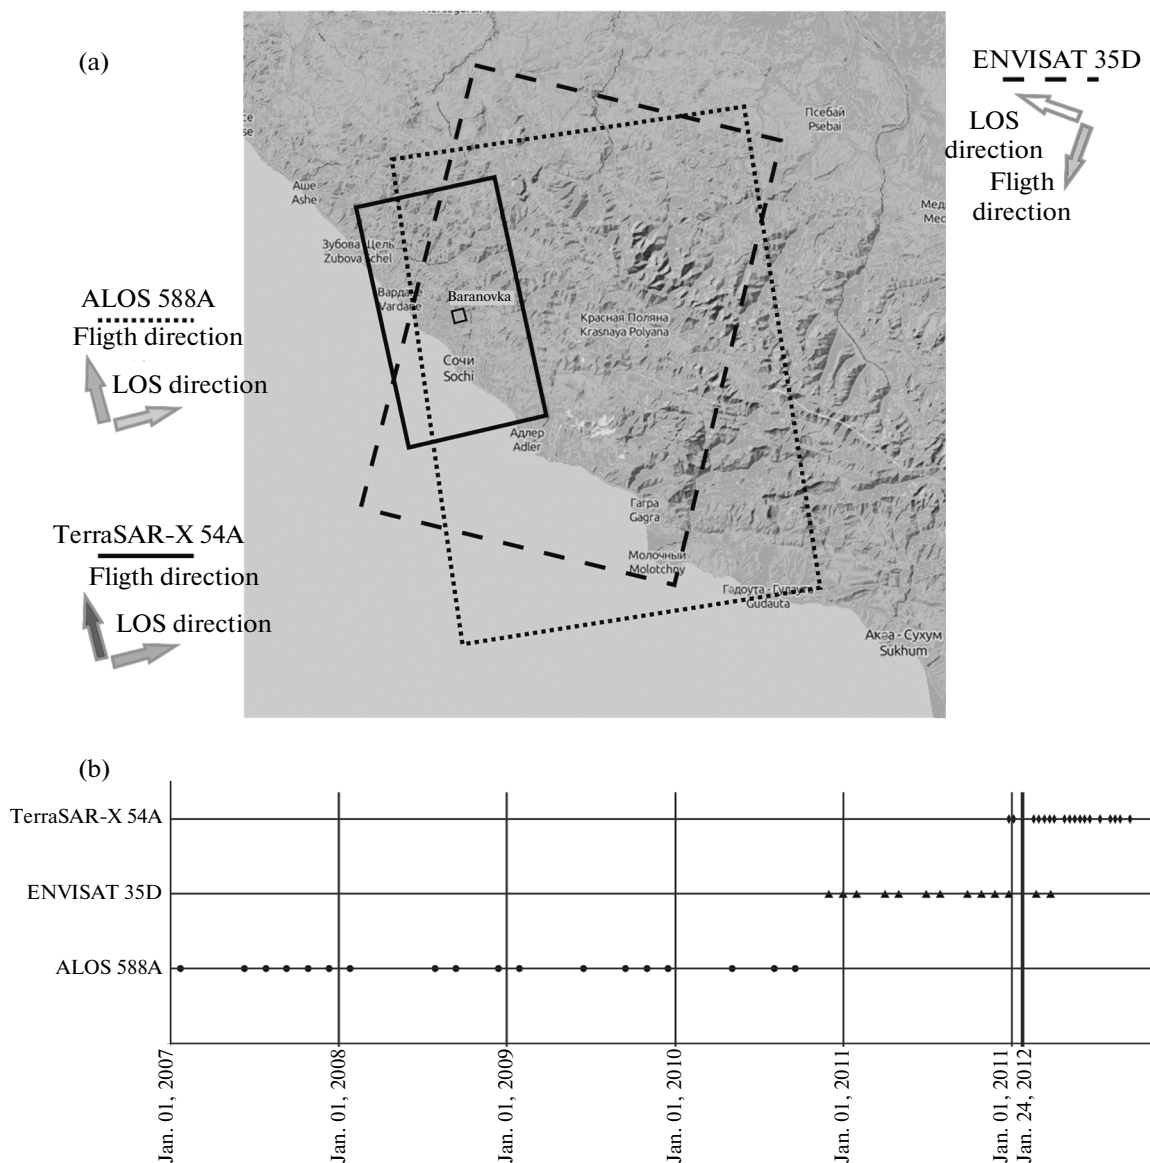 (a)
ENVISAT 35D
LOS
direction
Fligth
direction
ALOS 588A
Fligth direction
LOS direction
TerraSAR-X 54A
Fligth direction
LOS direction
Псебай
Psebai
Аше
Ashe
Зубова Щель
Zubova Schel
Вардане
Vardane
Baranovka
Красная Поляна
Krasnaya Polyana
Сочи
Sochi
Адлер
Adler
Гагра
Gagra
Молочный
Molotchny
Гәдоуҭа - Гудаута
Gudauta
Аҟәа - Сухум
Sukhum
(b)
TerraSAR-X 54A
ENVISAT 35D
ALOS 588A
Jan. 01, 2007
Jan. 01, 2008
Jan. 01, 2009
Jan. 01, 2010
Jan. 01, 2011
Jan. 01, 2011
Jan. 24, 2012